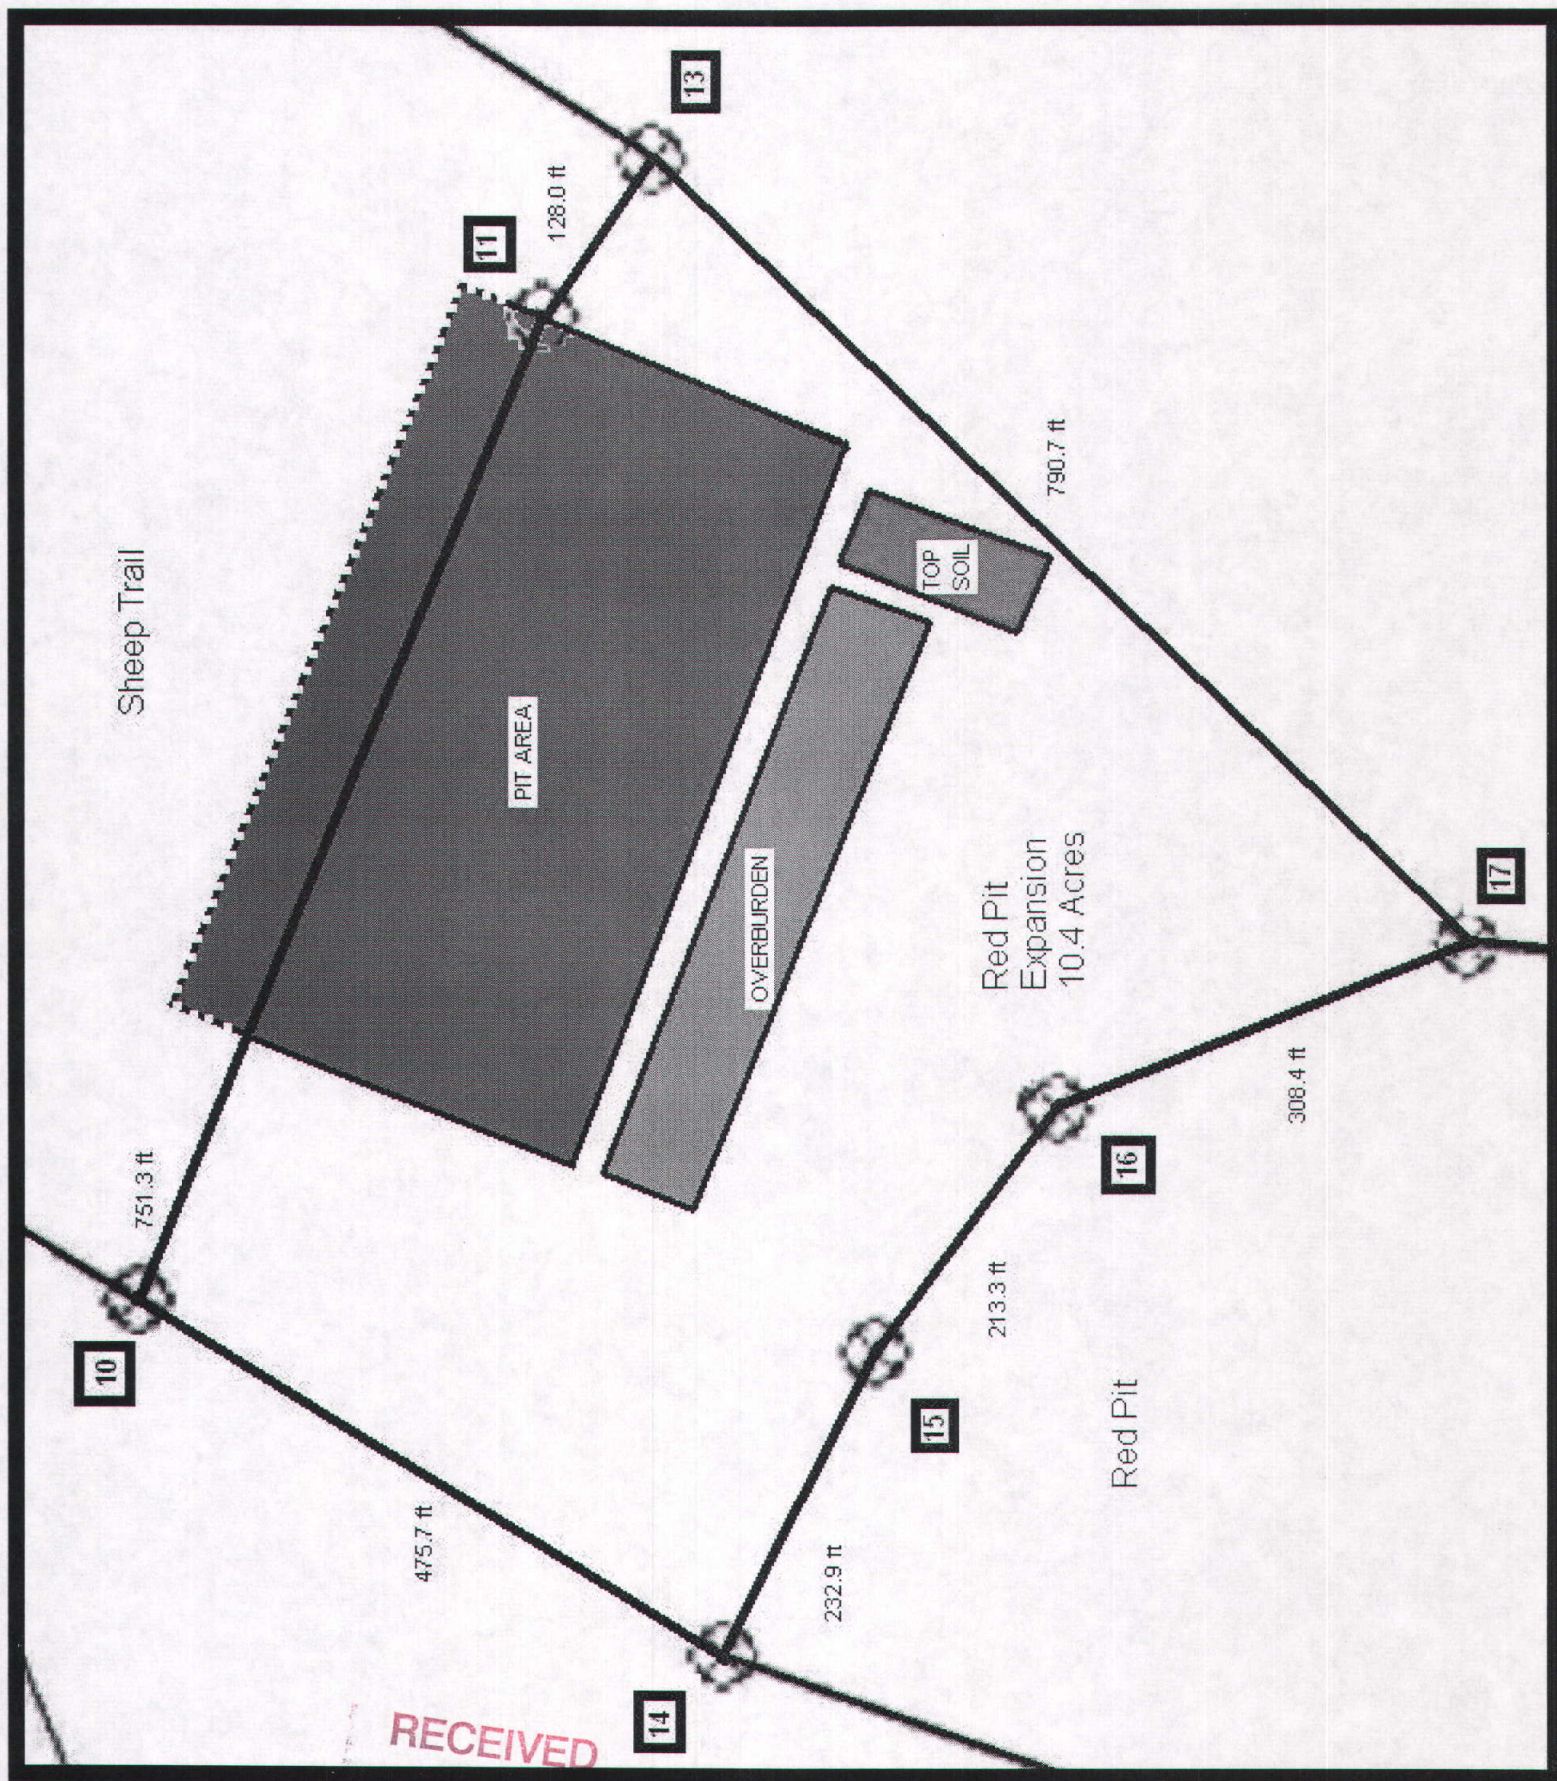 Sheep Trail
13
128.0 ft
11
790.7 ft
TOP
SOIL
PIT AREA
OVERBURDEN
Red Pit
Expansion
10.4 Acres
17
308.4 ft
16
213.3 ft
751.3 ft
10
15
Red Pit
475.7 ft
232.9 ft
14
RECEIVED